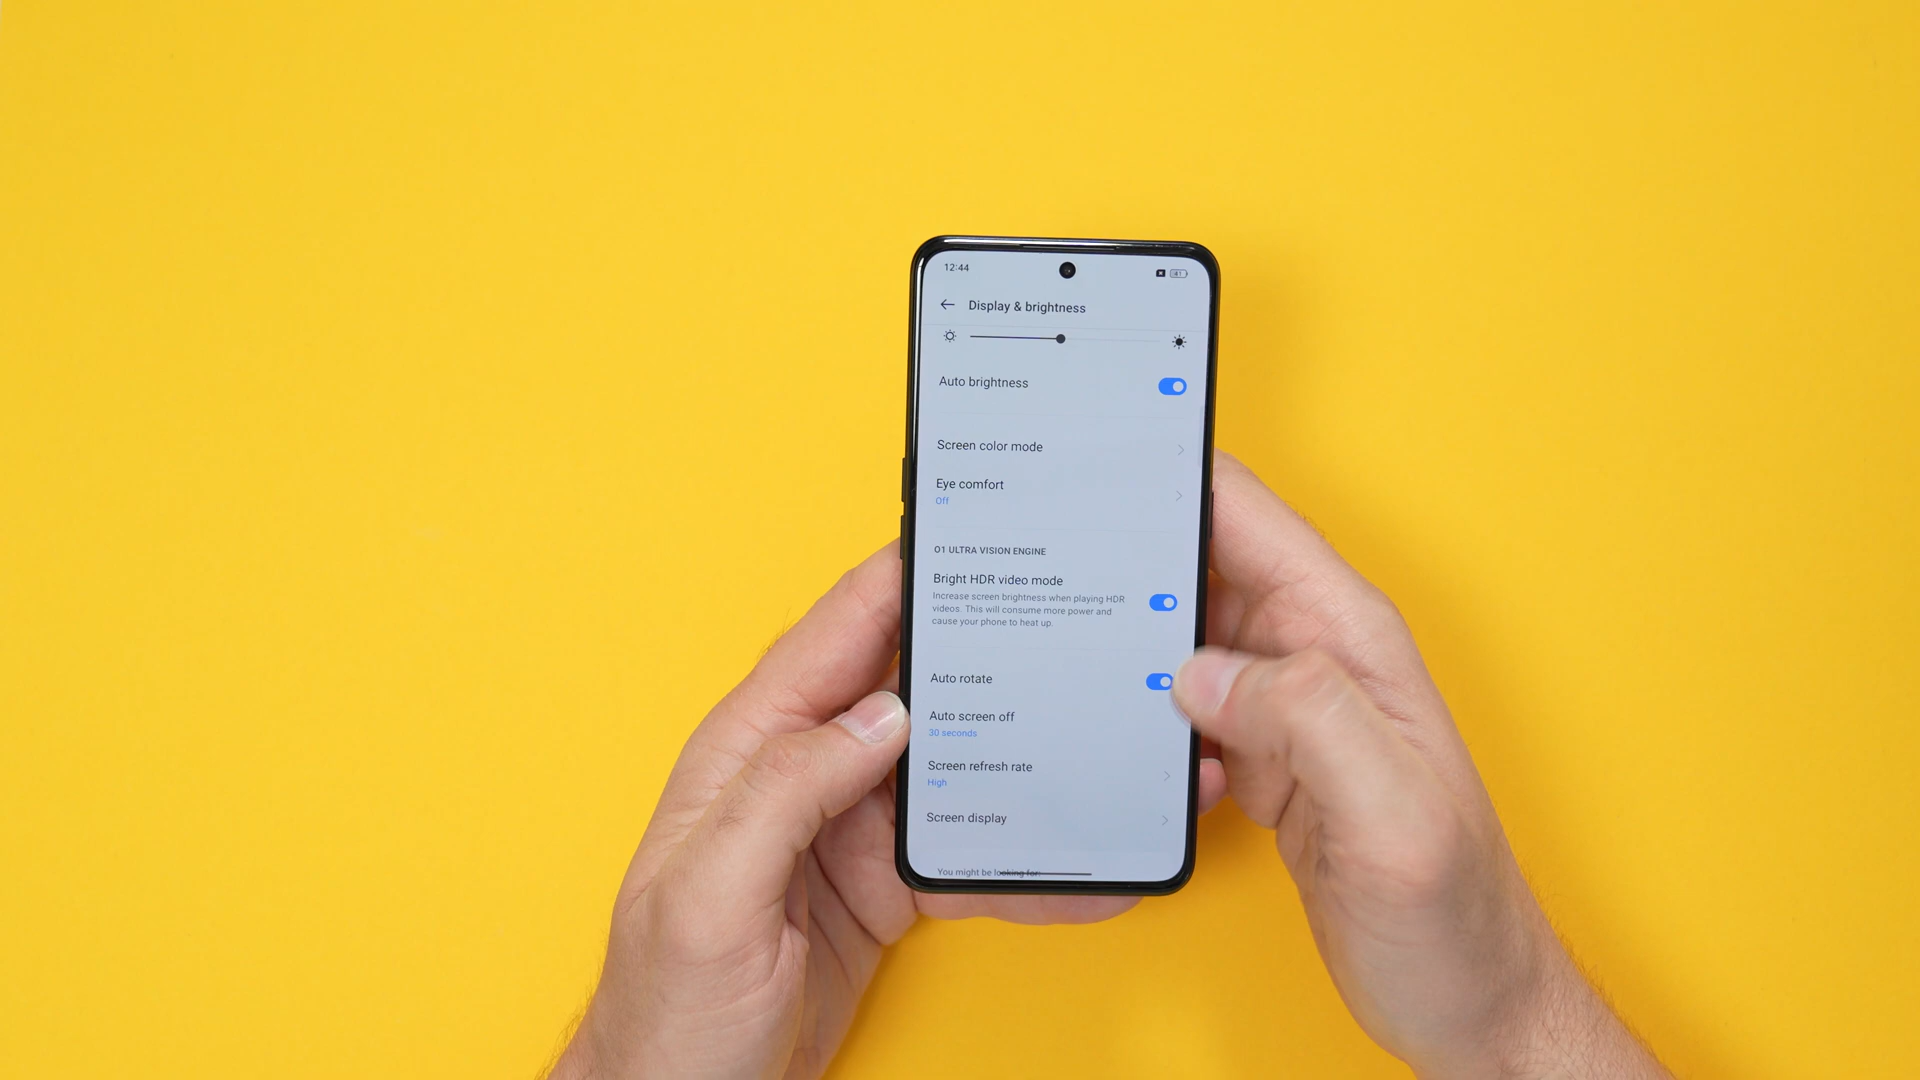 12:44
Display & brightness
Auto brightness
Screen color mode
Eye comfort
Off
O1 ULTRA VISION ENGINE
Bright HDR video mode
Increase screen brightness when playing HDR
videos. This will consume more power and
cause your phone to heat up.
Auto rotate
Auto screen off
30 seconds
Screen refresh rate
High
Screen display
You might be looking for: